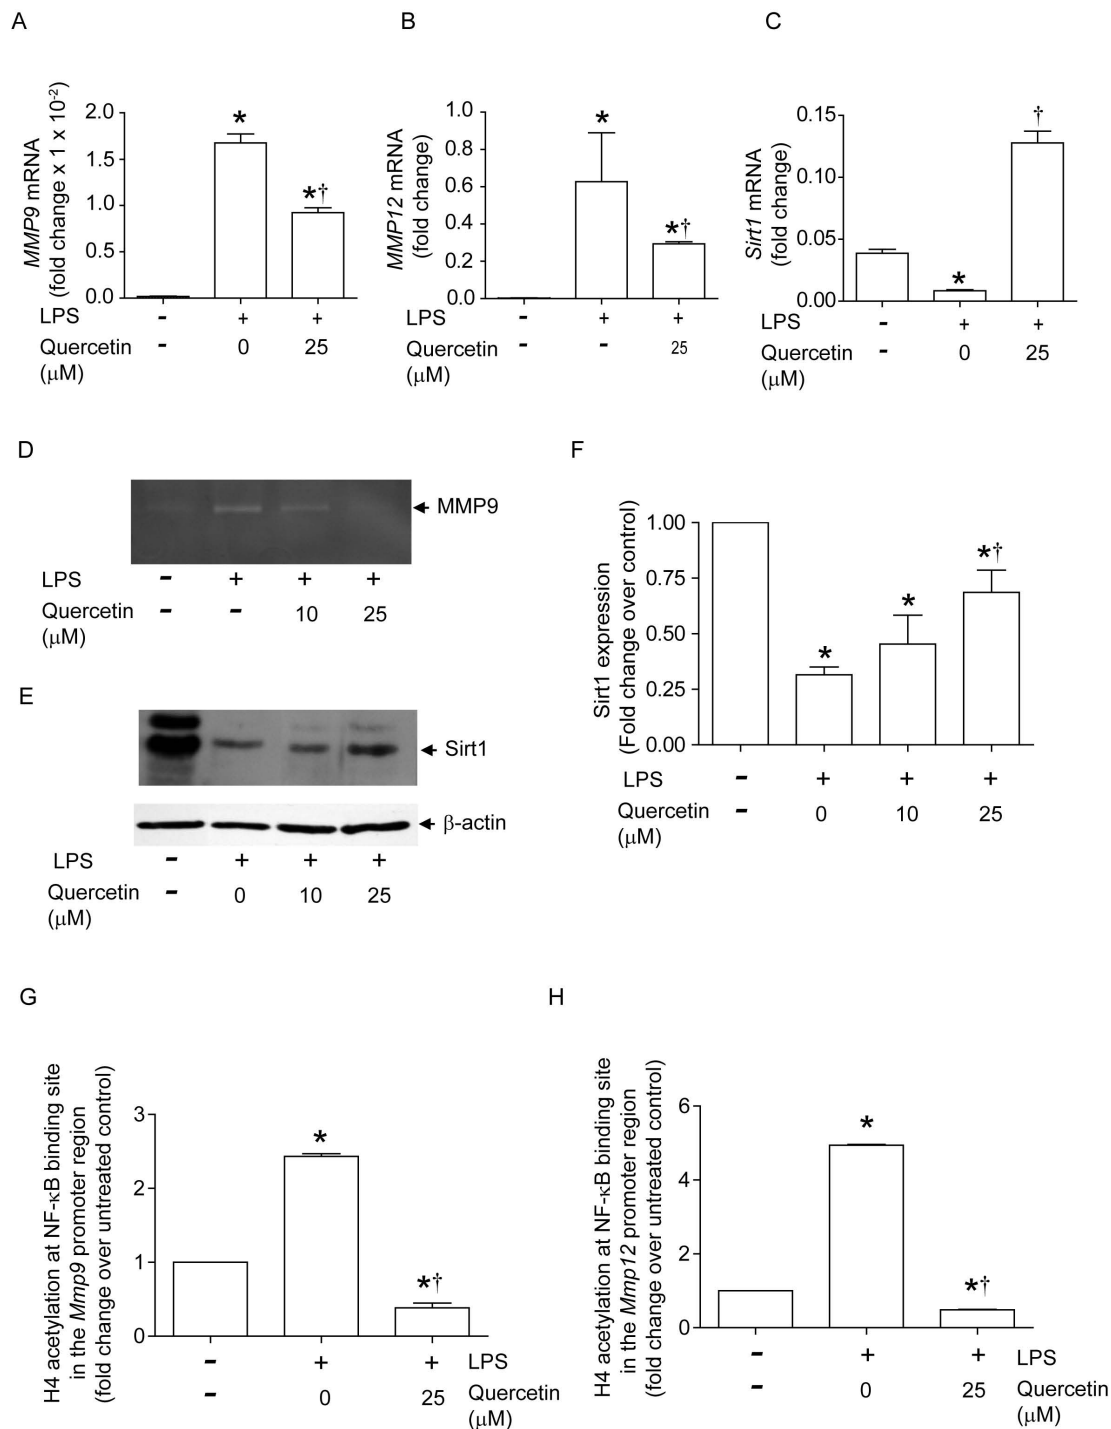 A
B
C
MMP9 mRNA
(fold change x 1 x 10⁻²)
2.0
1.5
1.0
0.5
0.0
*
*†
LPS - + +
Quercetin - 0 25
(μM)
MMP12 mRNA
(fold change)
1.0
0.8
0.6
0.4
0.2
0.0
*
*†
LPS - + +
Quercetin - - 25
(μM)
Sirt1 mRNA
(fold change)
0.15
0.10
0.05
0.00
*
†
LPS - + +
Quercetin - 0 25
(μM)
D
MMP9
LPS - + + +
Quercetin - - 10 25
(μM)
E
Sirt1
β-actin
LPS - + + +
Quercetin - 0 10 25
(μM)
F
Sirt1 expression
(Fold change over control)
1.00
0.75
0.50
0.25
0.00
*
*
*†
LPS - + + +
Quercetin - 0 10 25
(μM)
G
H4 acetylation at NF-κB binding site
in the Mmp9 promoter region
(fold change over untreated control)
3
2
1
0
*
*†
- + + LPS
- 0 25 Quercetin
(μM)
H
H4 acetylation at NF-κB binding site
in the Mmp12 promoter region
(fold change over untreated control)
6
4
2
0
*
*†
- + + LPS
- 0 25 Quercetin
(μM)